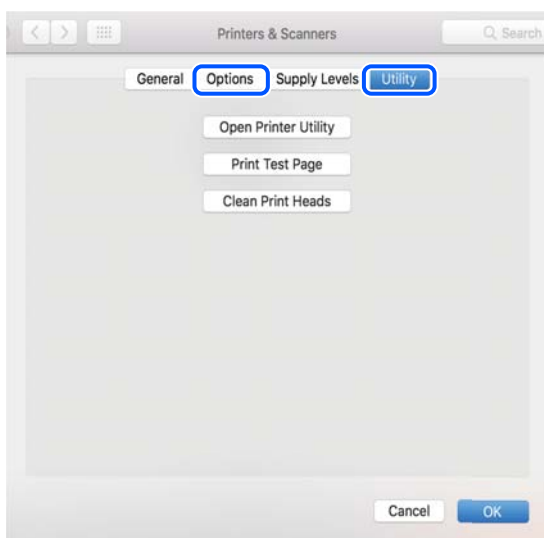 Printers & Scanners Search
General Options Supply Levels Utility
Open Printer Utility
Print Test Page
Clean Print Heads
Cancel OK